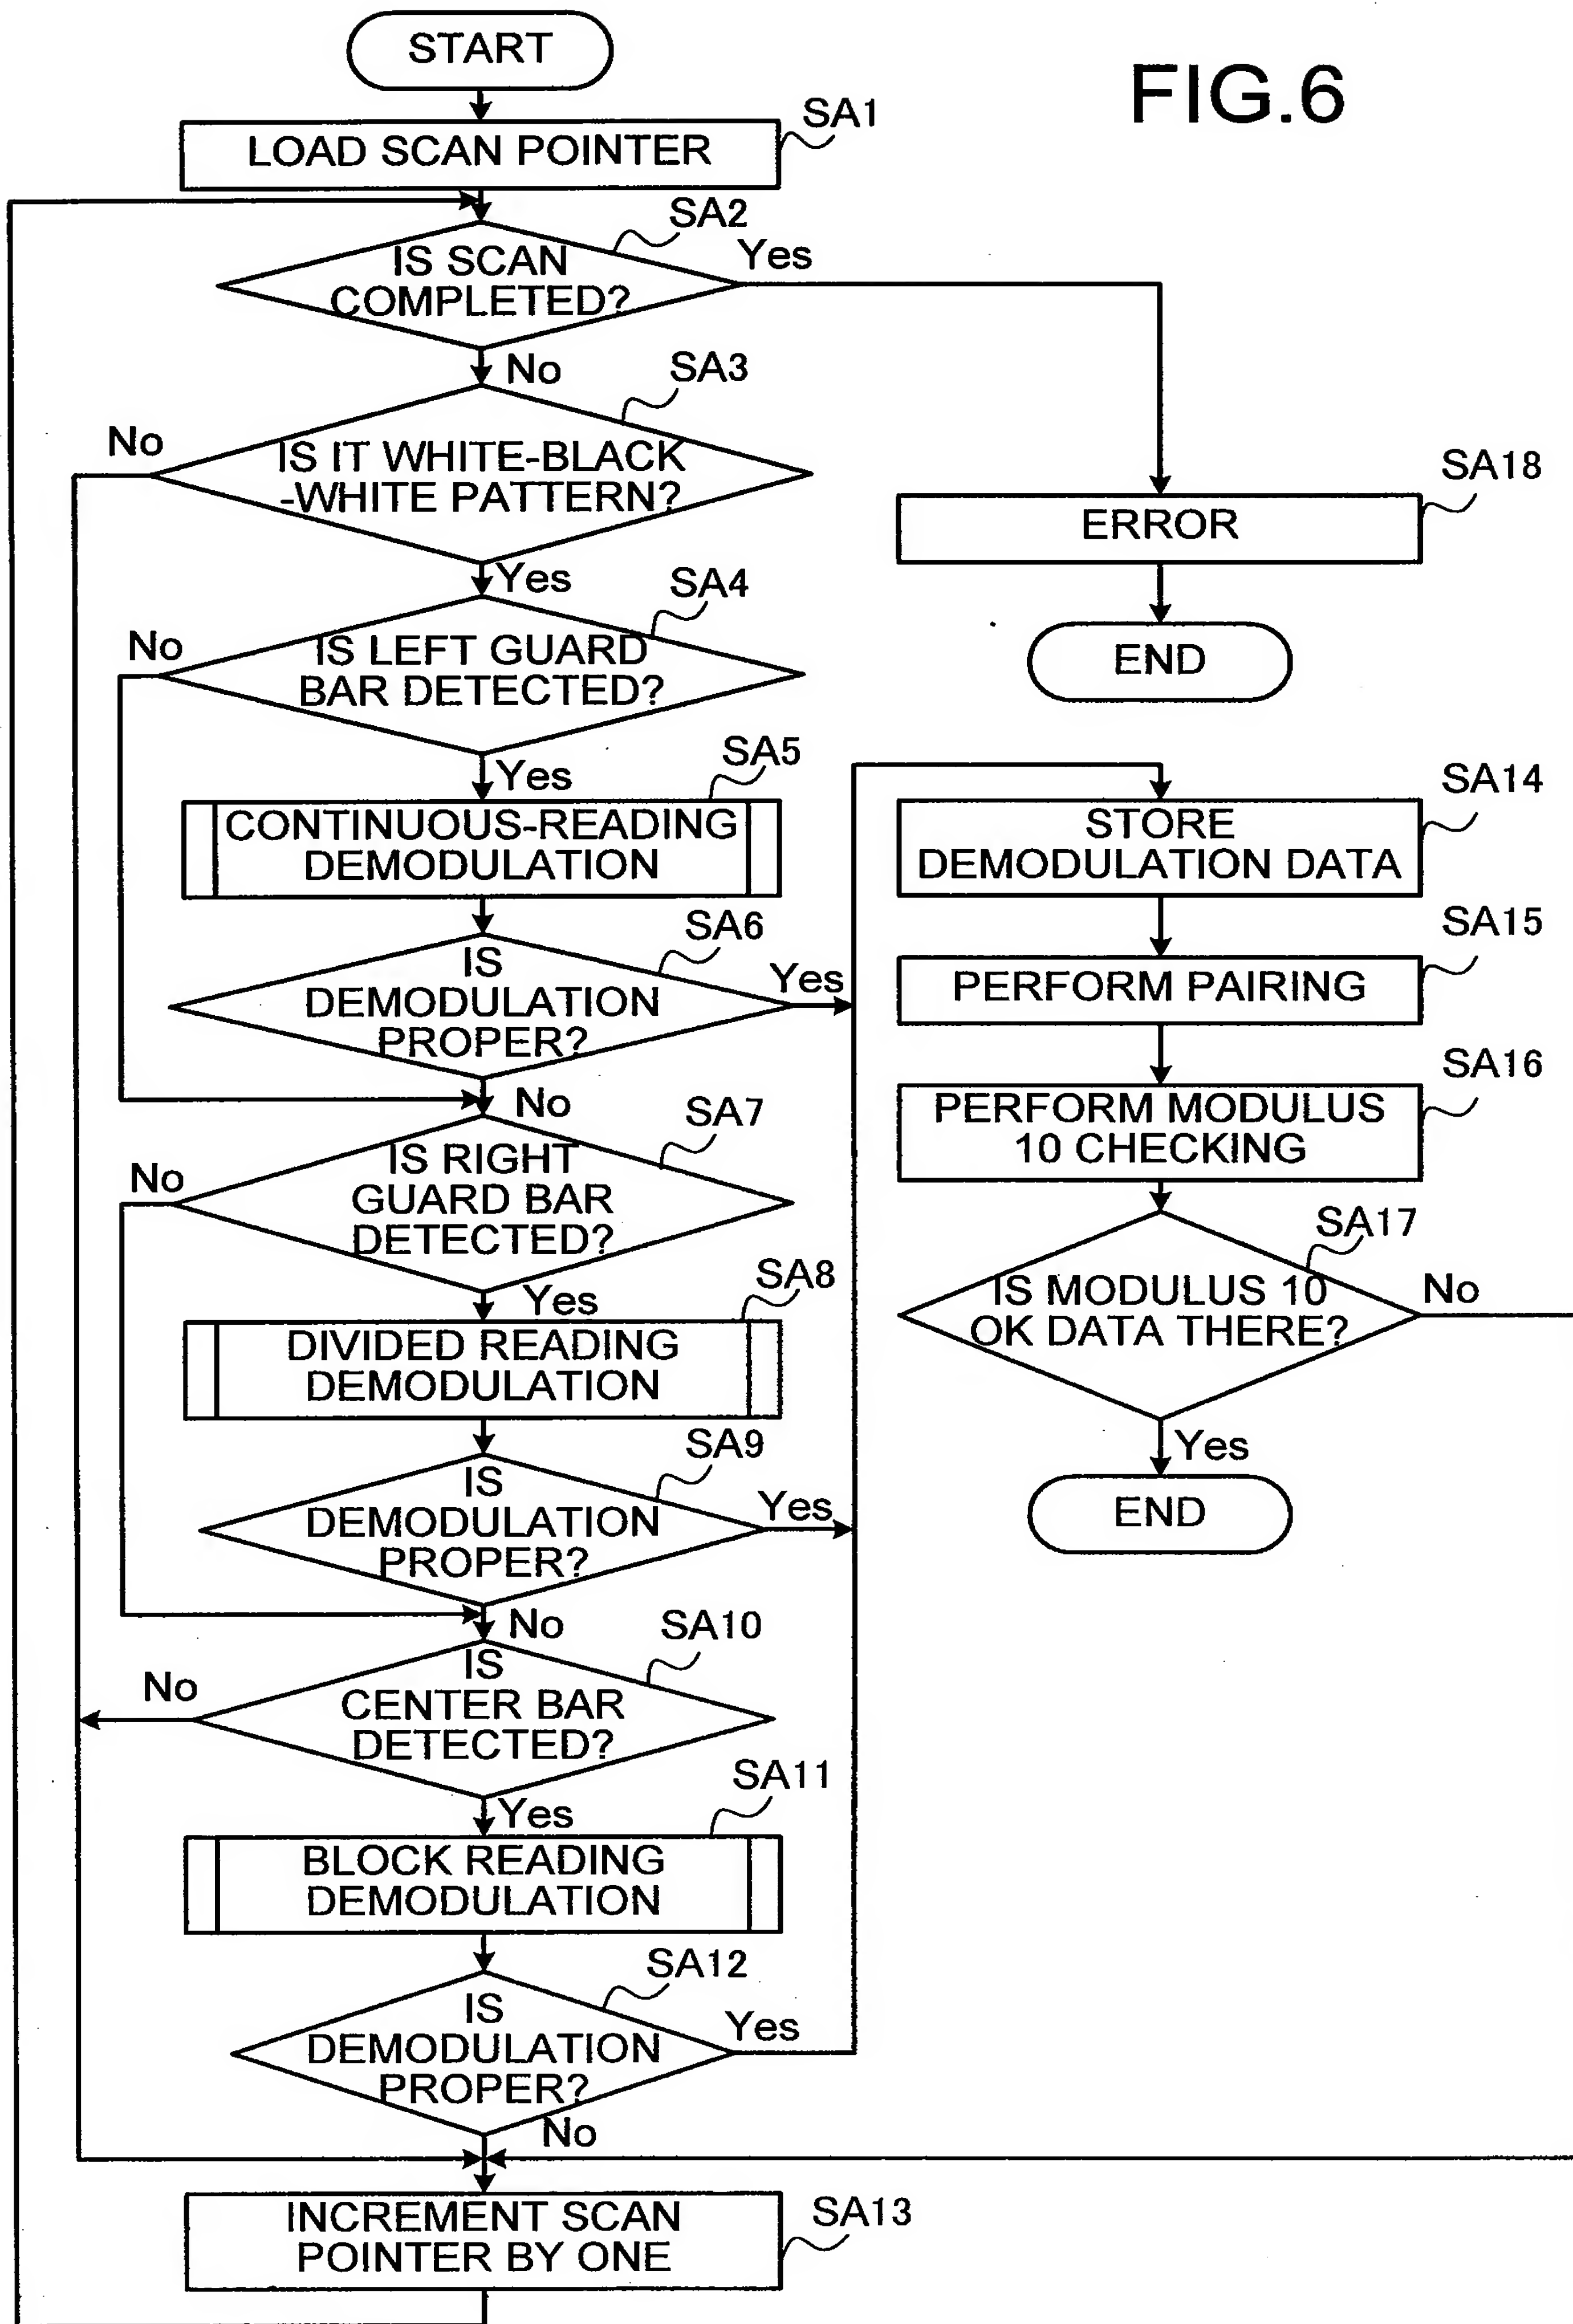 FIG.6
START
LOAD SCAN POINTER
SA1
IS SCAN
COMPLETED?
SA2
Yes
No
IS IT WHITE-BLACK
-WHITE PATTERN?
SA3
No
Yes
IS LEFT GUARD
BAR DETECTED?
SA4
No
Yes
CONTINUOUS-READING
DEMODULATION
SA5
IS
DEMODULATION
PROPER?
SA6
Yes
No
IS RIGHT
GUARD BAR
DETECTED?
SA7
No
Yes
DIVIDED READING
DEMODULATION
SA8
IS
DEMODULATION
PROPER?
SA9
Yes
No
IS
CENTER BAR
DETECTED?
SA10
No
Yes
BLOCK READING
DEMODULATION
SA11
IS
DEMODULATION
PROPER?
SA12
Yes
No
INCREMENT SCAN
POINTER BY ONE
SA13
ERROR
SA18
END
STORE
DEMODULATION DATA
SA14
PERFORM PAIRING
SA15
PERFORM MODULUS
10 CHECKING
SA16
IS MODULUS 10
OK DATA THERE?
SA17
No
Yes
END